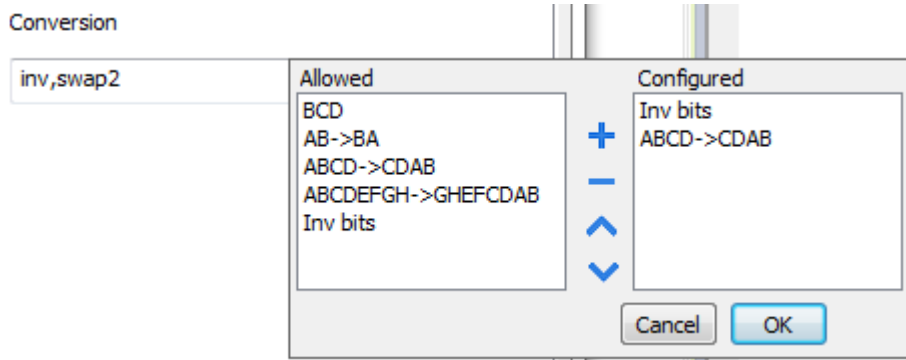 Conversion
inv,swap2
Allowed
BCD
AB->BA
ABCD->CDAB
ABCDEFGH->GHEFCDAB
Inv bits
Configured
Inv bits
ABCD->CDAB
Cancel
OK